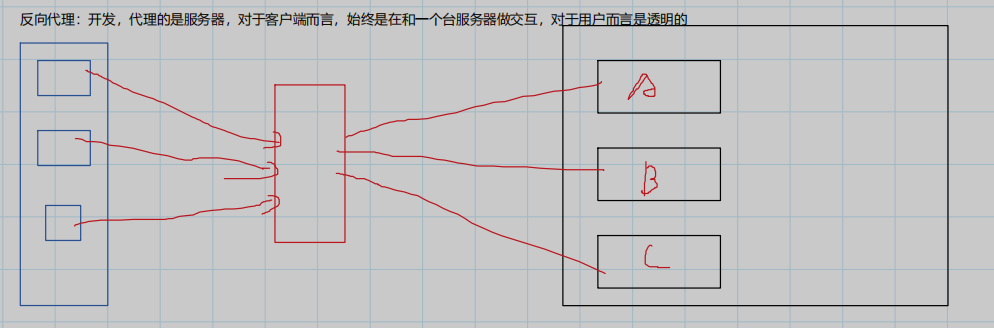 反向代理：开发，代理的是服务器，对于客户端而言，始终是在和一个台服务器做交互，对于用户而言是透明的
A
B
C